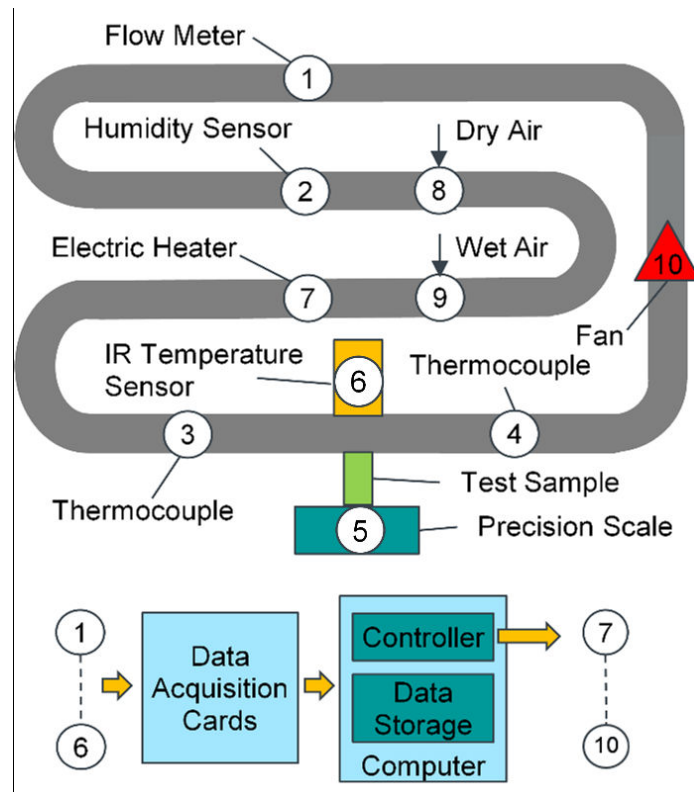 Flow Meter
1
Humidity Sensor
Dry Air
2
8
Electric Heater
Wet Air
10
7
9
Fan
IR Temperature
Sensor
6
Thermocouple
3
4
Thermocouple
Test Sample
5
Precision Scale
1
6
Data
Acquisition
Cards
Controller
Data
Storage
Computer
7
10